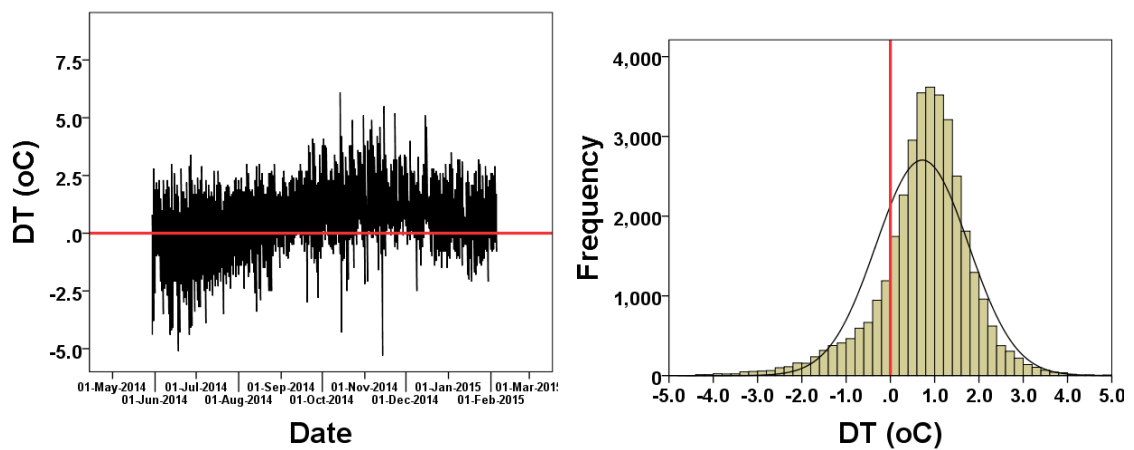 7.5
5.0
2.5
.0
-2.5
-5.0
DT (oC)
01-May-2014 01-Jul-2014 01-Sep-2014 01-Nov-2014 01-Jan-2015 01-Mar-2015
01-Jun-2014 01-Aug-2014 01-Oct-2014 01-Dec-2014 01-Feb-2015
Date
4,000
3,000
2,000
1,000
0
Frequency
-5.0 -4.0 -3.0 -2.0 -1.0 .0 1.0 2.0 3.0 4.0 5.0
DT (oC)